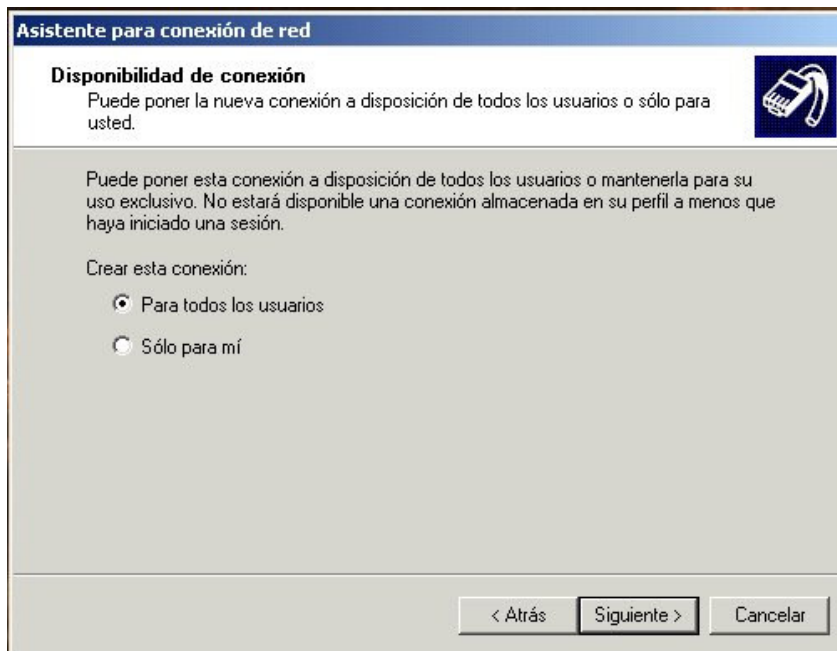 Asistente para conexión de red
Disponibilidad de conexión
Puede poner la nueva conexión a disposición de todos los usuarios o sólo para
usted.
Puede poner esta conexión a disposición de todos los usuarios o mantenerla para su
uso exclusivo. No estará disponible una conexión almacenada en su perfil a menos que
haya iniciado una sesión.
Crear esta conexión:
Para todos los usuarios
Sólo para mí
< Atrás
Siguiente >
Cancelar